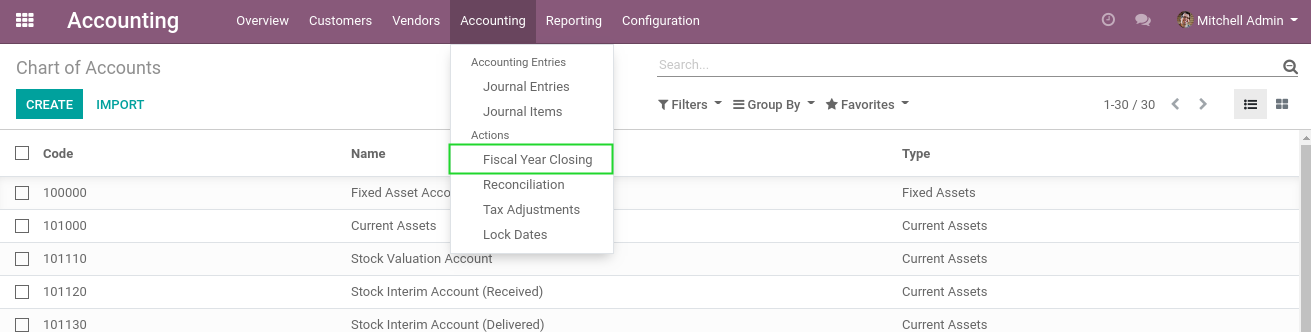 Accounting Overview Customers Vendors Accounting Reporting Configuration Mitchell Admin
Chart of Accounts
Search...
CREATE IMPORT
Filters Group By Favorites 1-30 / 30
Accounting Entries
Journal Entries
Journal Items
Actions
Fiscal Year Closing
Reconciliation
Tax Adjustments
Lock Dates
Code Name Type
100000 Fixed Asset Acco Fixed Assets
101000 Current Assets Current Assets
101110 Stock Valuation Account Current Assets
101120 Stock Interim Account (Received) Current Assets
101130 Stock Interim Account (Delivered) Current Assets